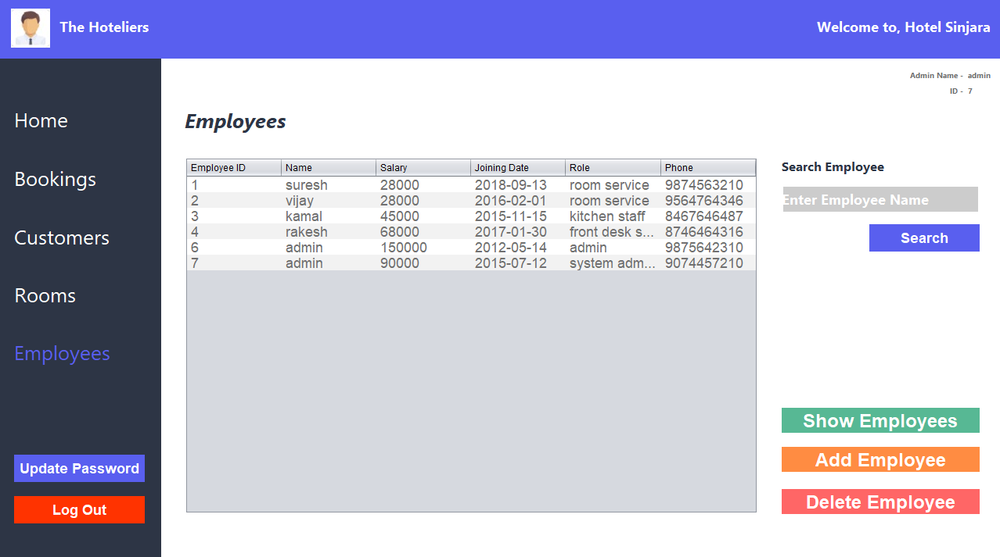 The Hoteliers
Welcome to, Hotel Sinjara
Admin Name - admin
ID - 7
Home
Bookings
Customers
Rooms
Employees
Update Password
Log Out
Employees
Employee ID Name Salary Joining Date Role Phone
1 suresh 28000 2018-09-13 room service 9874563210
2 vijay 28000 2016-02-01 room service 9564764346
3 kamal 45000 2015-11-15 kitchen staff 8467646487
4 rakesh 68000 2017-01-30 front desk s... 8746464316
6 admin 150000 2012-05-14 admin 9875642310
7 admin 90000 2015-07-12 system adm... 9074457210
Search Employee
Enter Employee Name
Search
Show Employees
Add Employee
Delete Employee